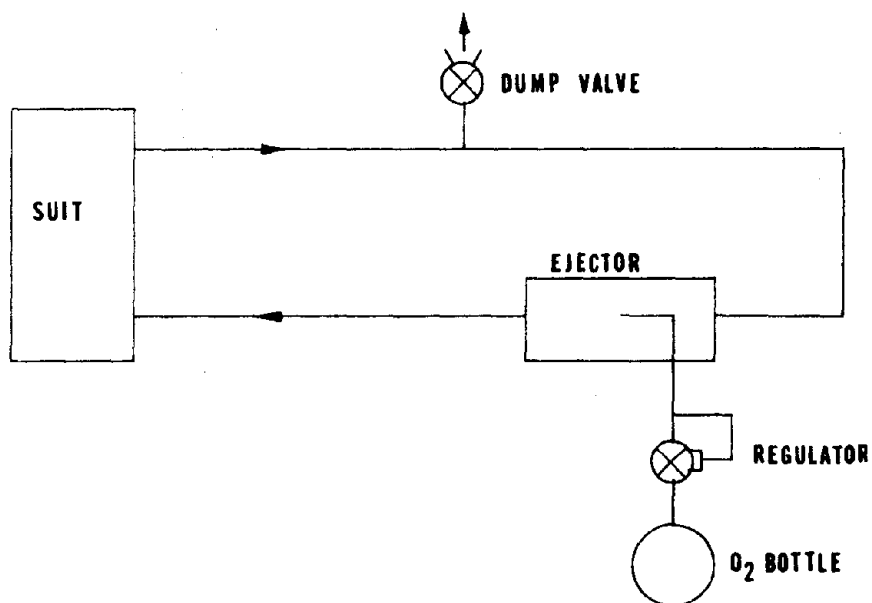 DUMP VALVE
SUIT
EJECTOR
REGULATOR
O₂ BOTTLE